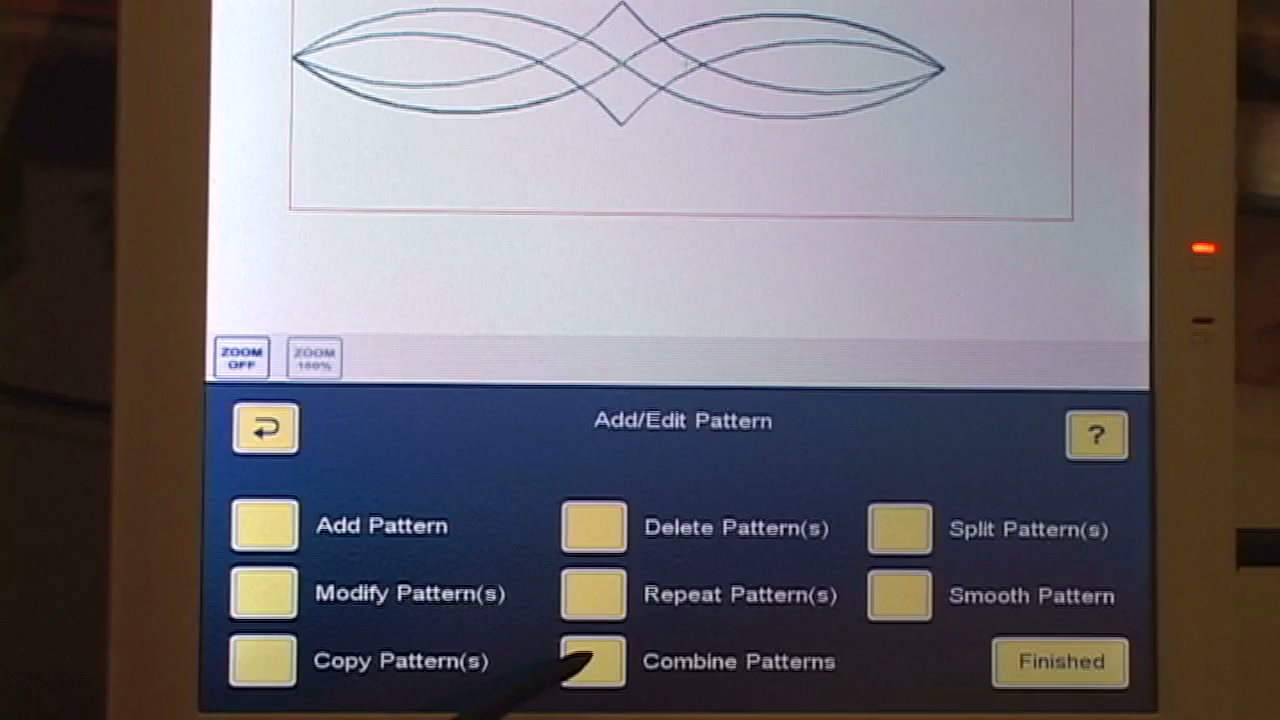 ZOOM OFF
ZOOM 100%
Add/Edit Pattern
?
Add Pattern
Delete Pattern(s)
Split Pattern(s)
Modify Pattern(s)
Repeat Pattern(s)
Smooth Pattern
Copy Pattern(s)
Combine Patterns
Finished